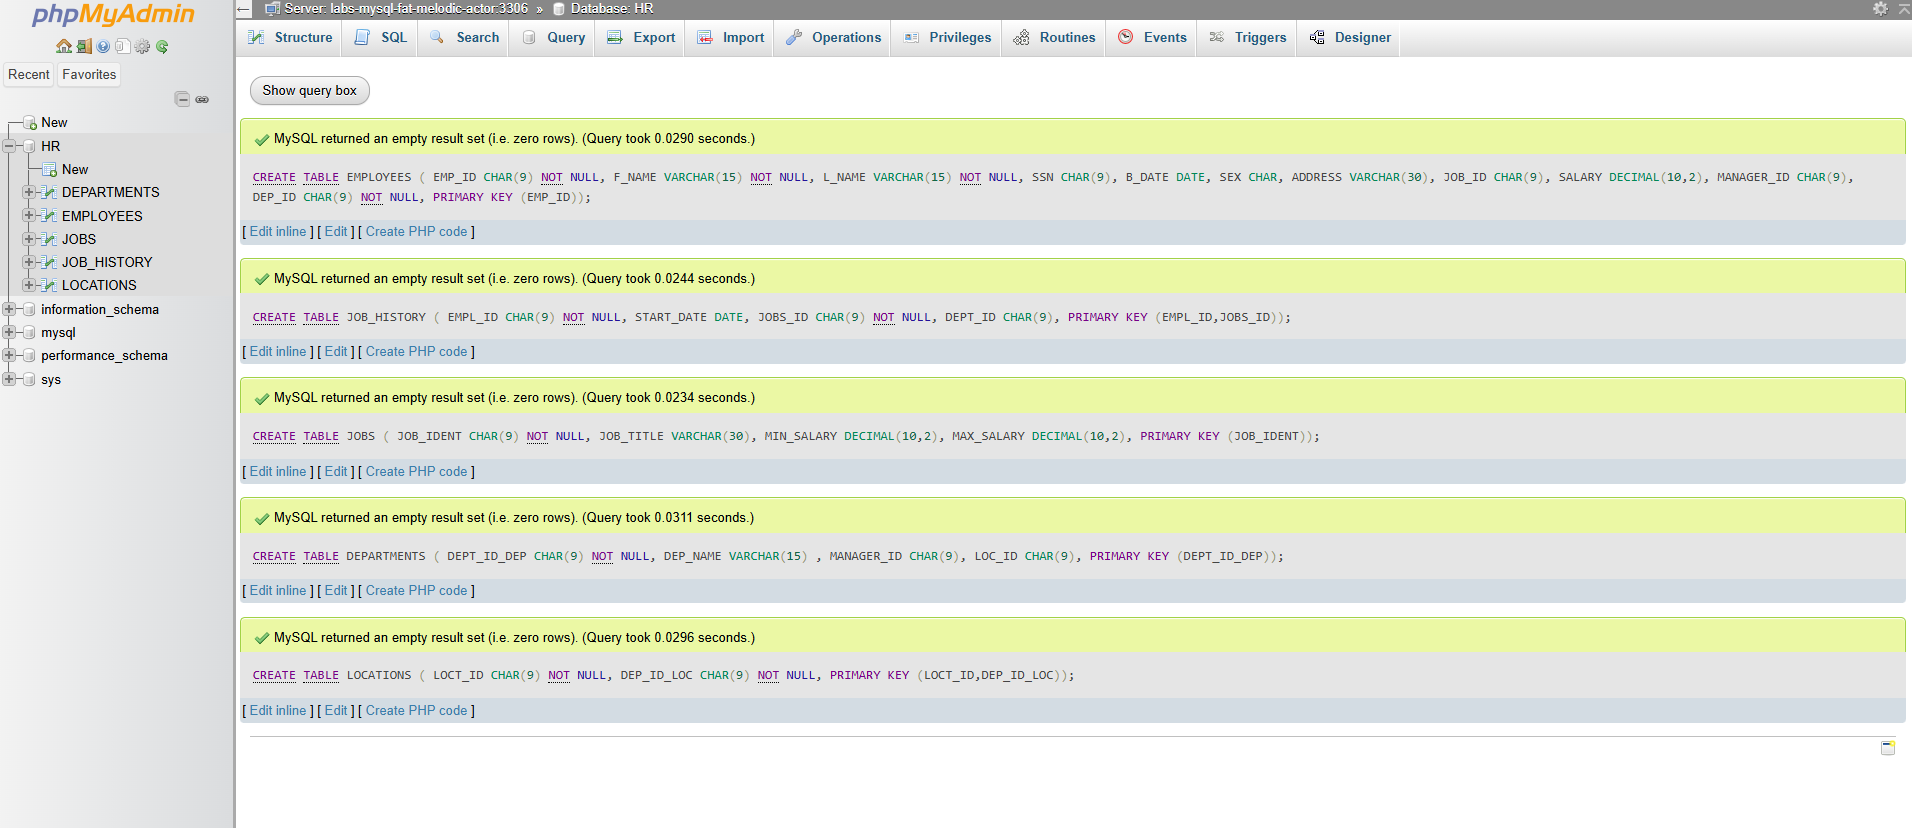 phpMyAdmin
Recent Favorites
New
HR
New
DEPARTMENTS
EMPLOYEES
JOBS
JOB_HISTORY
LOCATIONS
information_schema
mysql
performance_schema
sys
Server: labs-mysql-fat-melodic-actor:3306 » Database: HR
Structure SQL Search Query Export Import Operations Privileges Routines Events Triggers Designer
Show query box
MySQL returned an empty result set (i.e. zero rows). (Query took 0.0290 seconds.)
CREATE TABLE EMPLOYEES ( EMP_ID CHAR(9) NOT NULL, F_NAME VARCHAR(15) NOT NULL, L_NAME VARCHAR(15) NOT NULL, SSN CHAR(9), B_DATE DATE, SEX CHAR, ADDRESS VARCHAR(30), JOB_ID CHAR(9), SALARY DECIMAL(10,2), MANAGER_ID CHAR(9),
DEP_ID CHAR(9) NOT NULL, PRIMARY KEY (EMP_ID));
[ Edit inline ] [ Edit ] [ Create PHP code ]
MySQL returned an empty result set (i.e. zero rows). (Query took 0.0244 seconds.)
CREATE TABLE JOB_HISTORY ( EMPL_ID CHAR(9) NOT NULL, START_DATE DATE, JOBS_ID CHAR(9) NOT NULL, DEPT_ID CHAR(9), PRIMARY KEY (EMPL_ID,JOBS_ID));
[ Edit inline ] [ Edit ] [ Create PHP code ]
MySQL returned an empty result set (i.e. zero rows). (Query took 0.0234 seconds.)
CREATE TABLE JOBS ( JOB_IDENT CHAR(9) NOT NULL, JOB_TITLE VARCHAR(30), MIN_SALARY DECIMAL(10,2), MAX_SALARY DECIMAL(10,2), PRIMARY KEY (JOB_IDENT));
[ Edit inline ] [ Edit ] [ Create PHP code ]
MySQL returned an empty result set (i.e. zero rows). (Query took 0.0311 seconds.)
CREATE TABLE DEPARTMENTS ( DEPT_ID_DEP CHAR(9) NOT NULL, DEP_NAME VARCHAR(15) , MANAGER_ID CHAR(9), LOC_ID CHAR(9), PRIMARY KEY (DEPT_ID_DEP));
[ Edit inline ] [ Edit ] [ Create PHP code ]
MySQL returned an empty result set (i.e. zero rows). (Query took 0.0296 seconds.)
CREATE TABLE LOCATIONS ( LOCT_ID CHAR(9) NOT NULL, DEP_ID_LOC CHAR(9) NOT NULL, PRIMARY KEY (LOCT_ID,DEP_ID_LOC));
[ Edit inline ] [ Edit ] [ Create PHP code ]